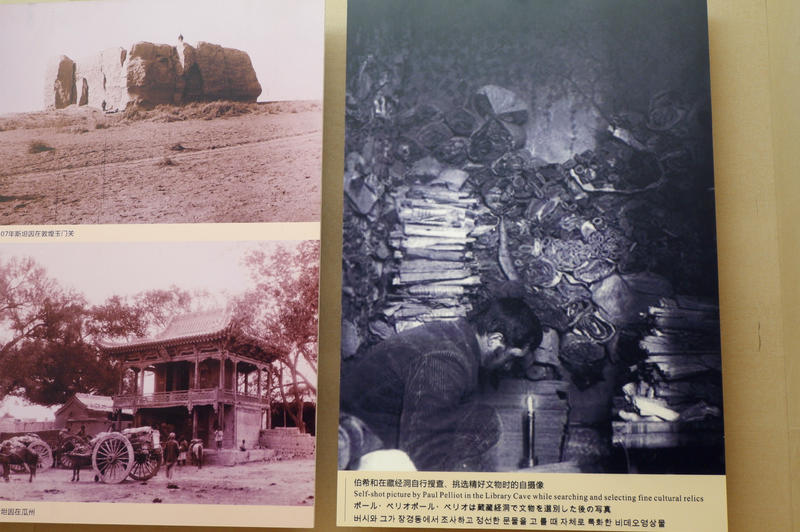 07年斯坦因在敦煌玉门关
坦因在瓜州
伯希和在藏经洞自行搜查、挑选精好文物时的自摄像
Self-shot picture by Paul Pelliot in the Library Cave while searching and selecting fine cultural relics
ポール・ペリオポール・ペリオは藏藏経洞で文物を選別した後の写真
버시와 그가 장경동에서 조사하고 정선한 문물을 고를 때 자체로 특화한 비데오영상물